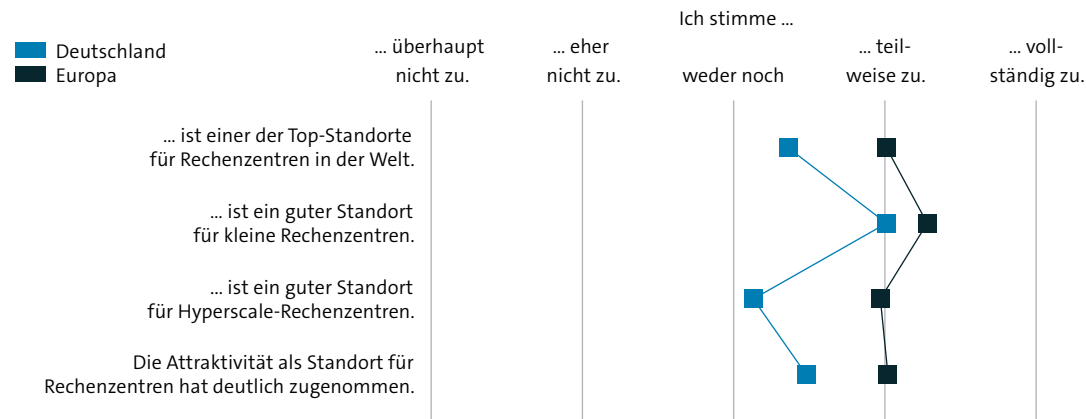 Ich stimme …
Deutschland
Europa
… überhaupt
nicht zu.
… eher
nicht zu.
weder noch
… teil-
weise zu.
… voll-
ständig zu.
… ist einer der Top-Standorte
für Rechenzentren in der Welt.
… ist ein guter Standort
für kleine Rechenzentren.
… ist ein guter Standort
für Hyperscale-Rechenzentren.
Die Attraktivität als Standort für
Rechenzentren hat deutlich zugenommen.